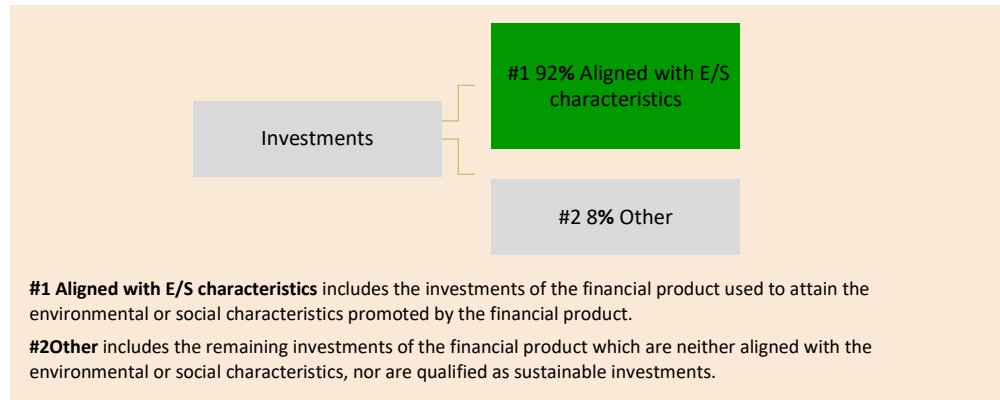 #1 92% Aligned with E/S
characteristics
Investments
#2 8% Other
#1 Aligned with E/S characteristics includes the investments of the financial product used to attain the
environmental or social characteristics promoted by the financial product.
#2Other includes the remaining investments of the financial product which are neither aligned with the
environmental or social characteristics, nor are qualified as sustainable investments.